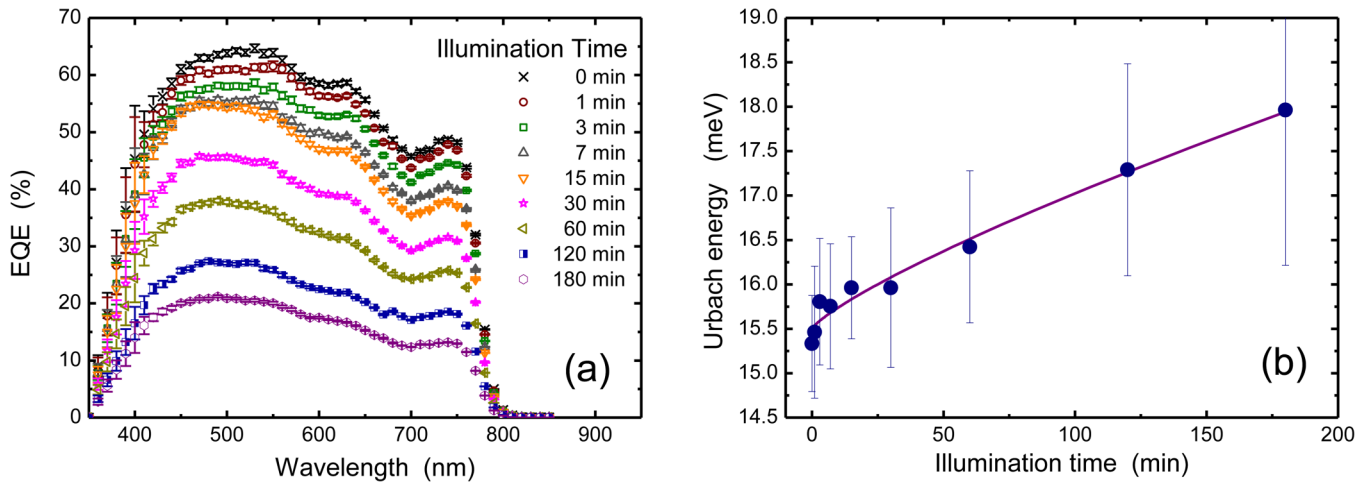 70
60
50
40
30
20
10
0
EQE (%)
400 500 600 700 800 900
Wavelength (nm)
Illumination Time
0 min
1 min
3 min
7 min
15 min
30 min
60 min
120 min
180 min
(a)
19.0
18.5
18.0
17.5
17.0
16.5
16.0
15.5
15.0
14.5
Urbach energy (meV)
0 50 100 150 200
Illumination time (min)
(b)